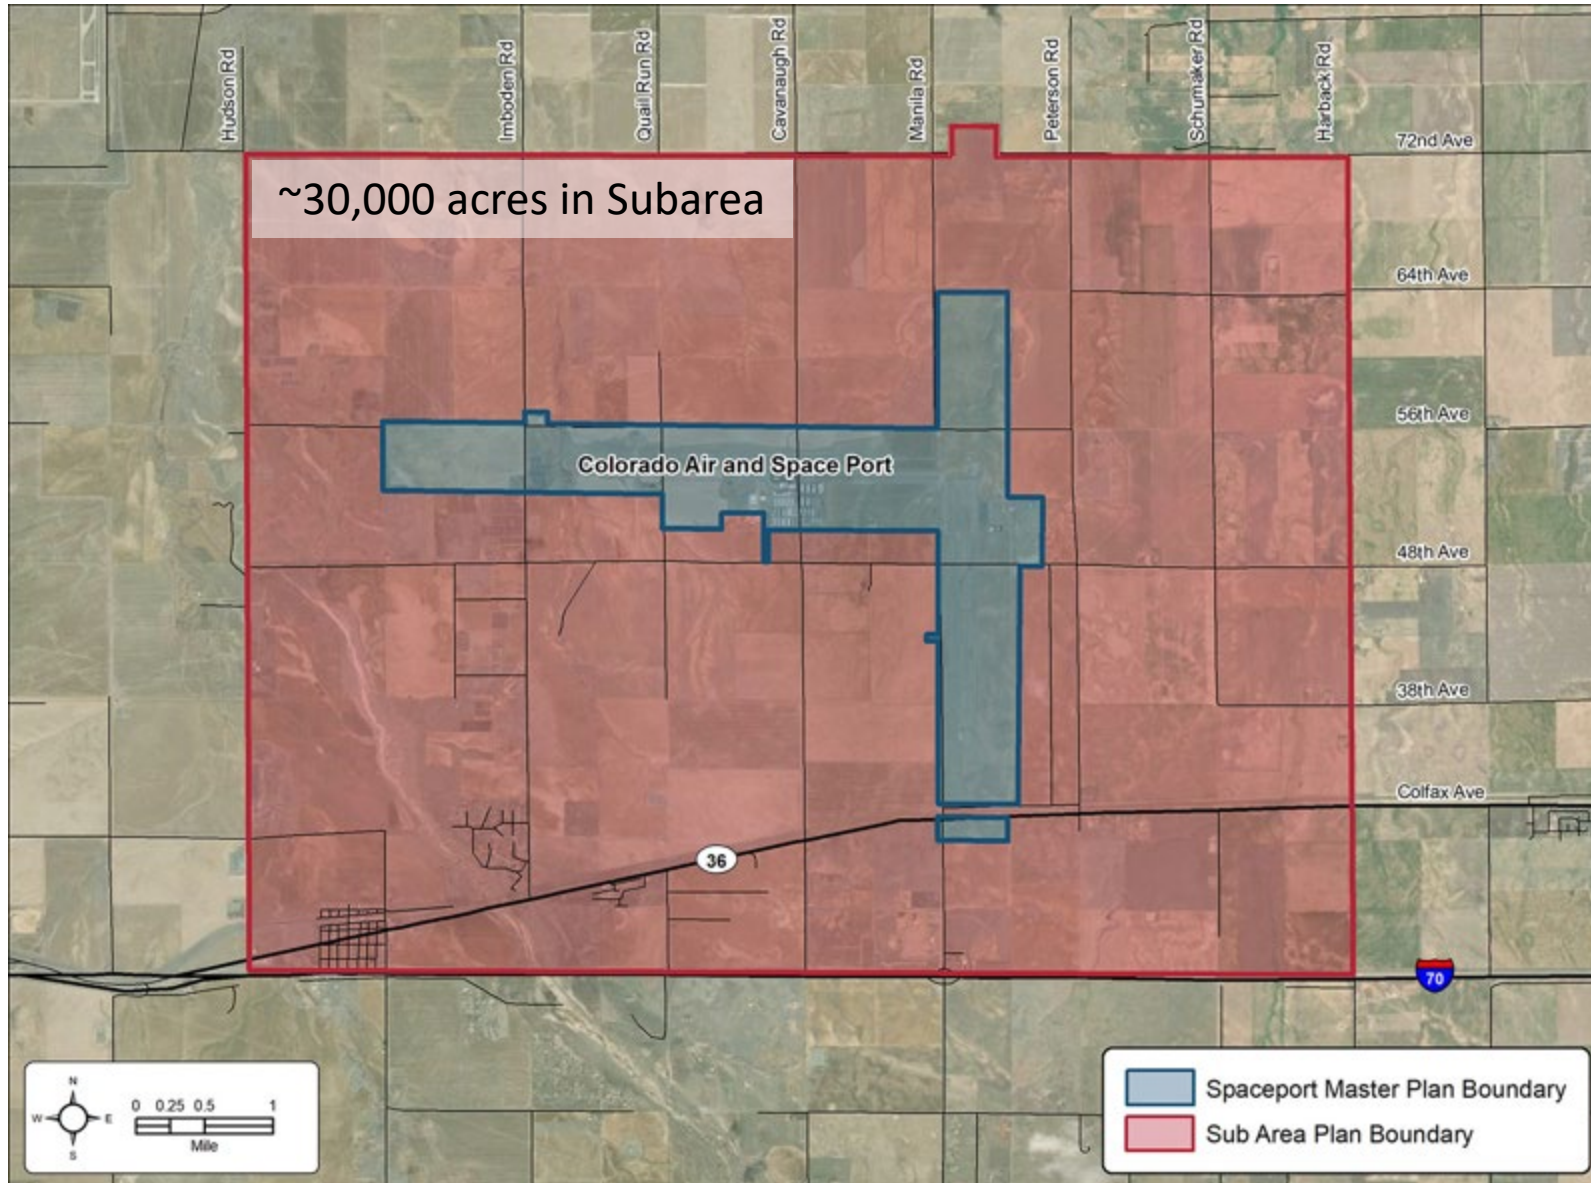 Hudson Rd
Imboden Rd
Quail Run Rd
Cavanaugh Rd
Manila Rd
Peterson Rd
Schumaker Rd
Harback Rd
72nd Ave
~30,000 acres in Subarea
64th Ave
56th Ave
Colorado Air and Space Port
48th Ave
38th Ave
Colfax Ave
36
70
N
W E
S
0 0.25 0.5 1
Mile
Spaceport Master Plan Boundary
Sub Area Plan Boundary